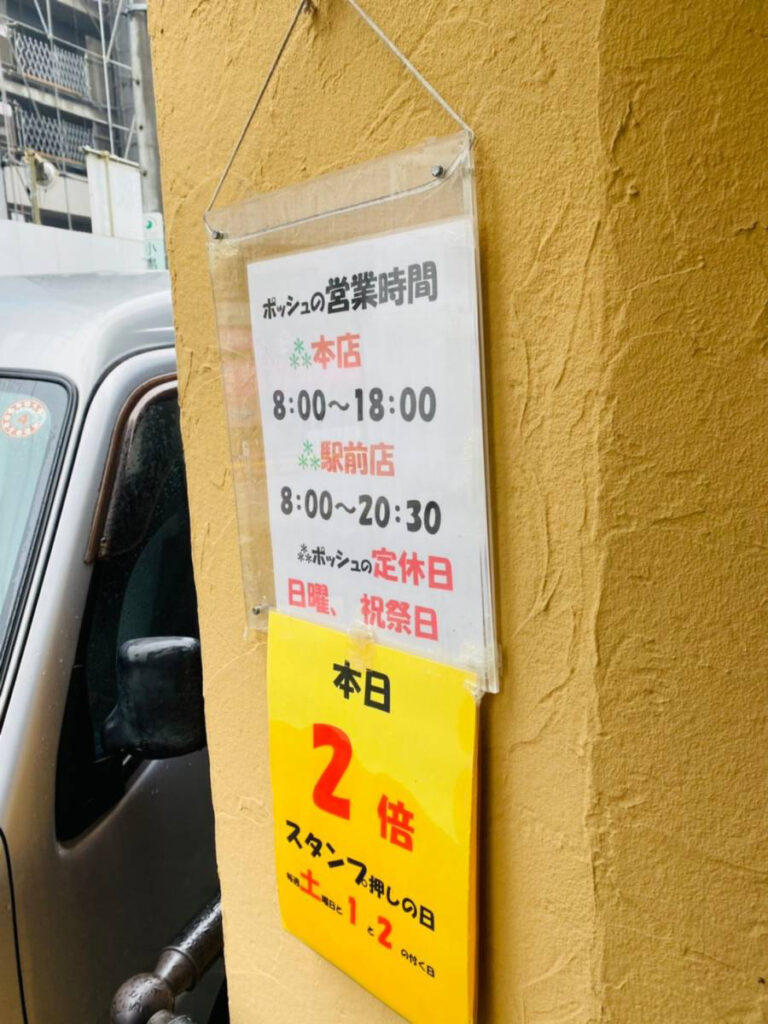 ポッシュの営業時間
⁂本店
8:00～18:00
⁂駅前店
8:00～20:30
⁂ポッシュの定休日
日曜、祝祭日
本日
2倍
スタンプ押しの日
毎週土曜日と1と2の付く日